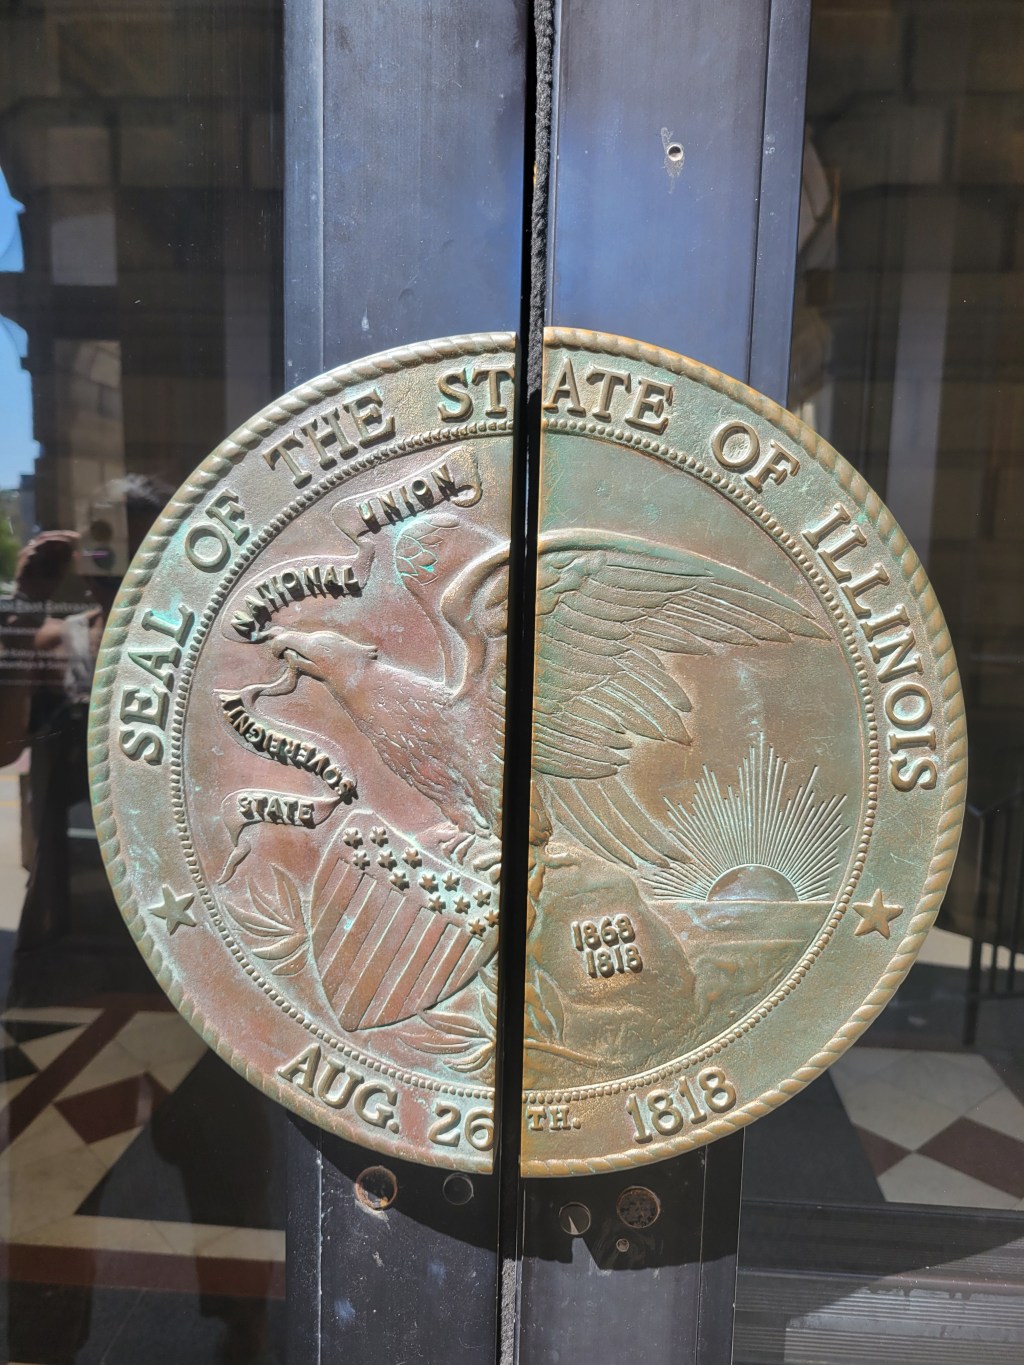 SEAL OF THE STATE OF ILLINOIS
UNION
NATIONAL
SOVEREIGNTY
STATE
1868
1818
AUG. 26TH. 1818